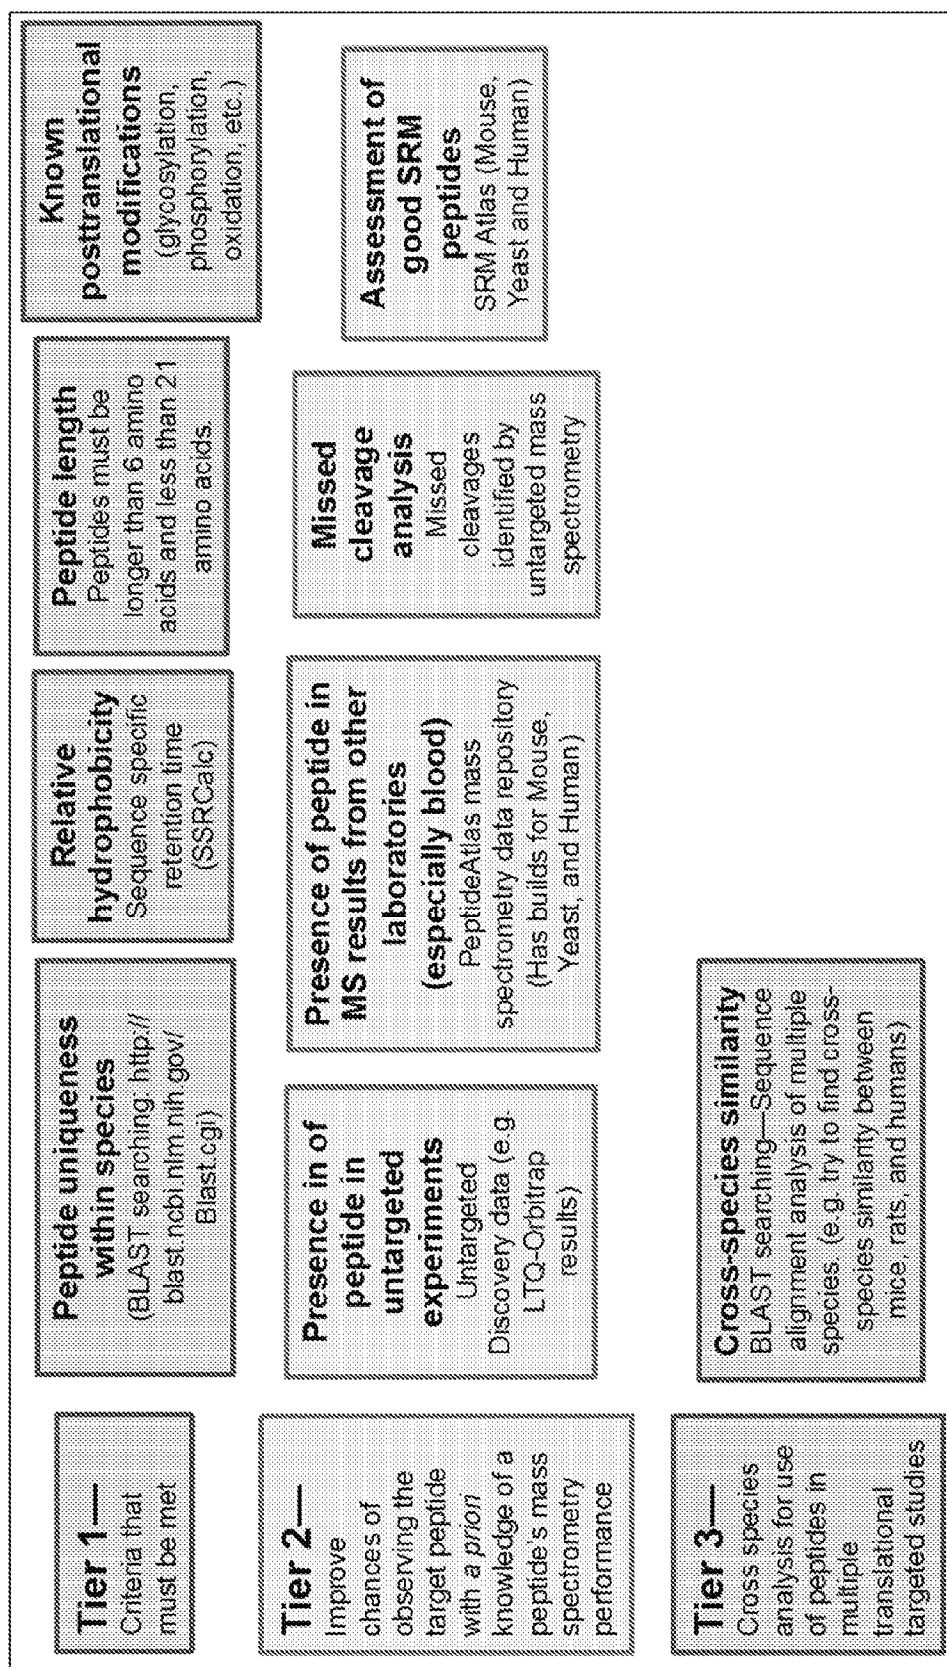 Tier 1—
Criteria that
must be met
Peptide uniqueness
within species
(BLAST searching http://
blast.ncbi.nlm.nih.gov/
Blast.cgi)
Relative
hydrophobicity
Sequence specific
retention time
(SSRCalc)
Peptide length
Peptides must be
longer than 6 amino
acids and less than 21
amino acids.
Known
posttranslational
modifications
(glycosylation,
phosphorylation,
oxidation, etc.)
Tier 2—
Improve
chances of
observing the
target peptide
with a priori
knowledge of a
peptide's mass
spectrometry
performance
Presence in of
peptide in
untargeted
experiments
Untargeted
Discovery data (e.g.
LTQ-Orbitrap
results)
Presence of peptide in
MS results from other
laboratories
(especially blood)
PeptideAtlas mass
spectrometry data repository
(Has builds for Mouse,
Yeast, and Human)
Missed
cleavage
analysis
Missed
cleavages
identified by
untargeted mass
spectrometry
Assessment of
good SRM
peptides
SRM Atlas (Mouse,
Yeast and Human)
Tier 3—
Cross species
analysis for use
of peptides in
multiple
translational
targeted studies
Cross-species similarity
BLAST searching—Sequence
alignment analysis of multiple
species. (e.g. try to find cross-
species similarity between
mice, rats, and humans)